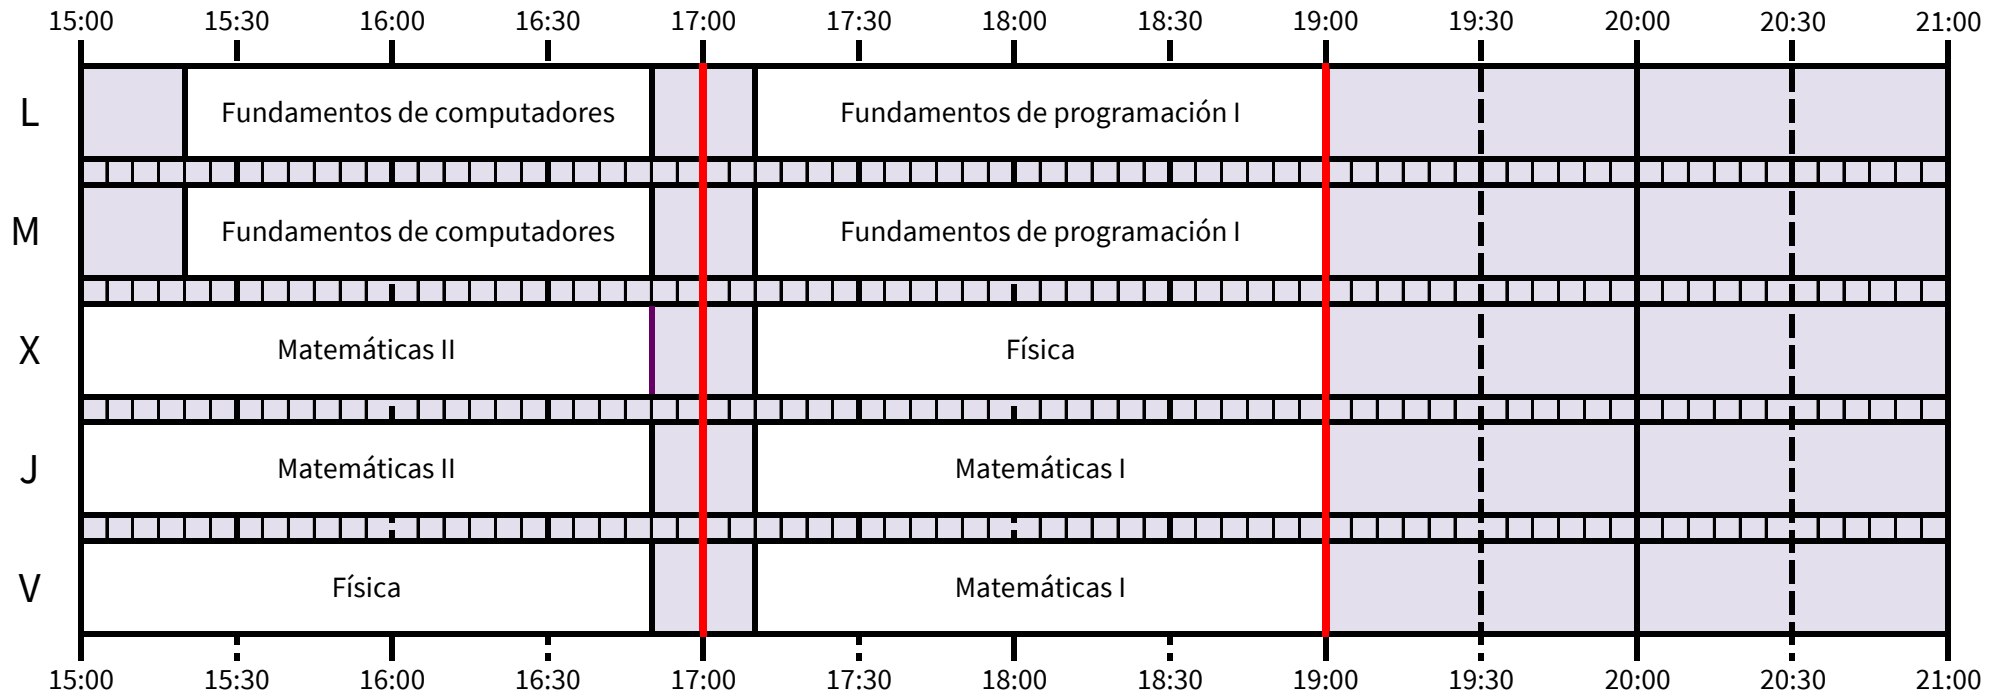 15:00 15:30 16:00 16:30 17:00 17:30 18:00 18:30 19:00 19:30 20:00 20:30 21:00
L Fundamentos de computadores Fundamentos de programación I
M Fundamentos de computadores Fundamentos de programación I
X Matemáticas II Física
J Matemáticas II Matemáticas I
V Física Matemáticas I
15:00 15:30 16:00 16:30 17:00 17:30 18:00 18:30 19:00 19:30 20:00 20:30 21:00